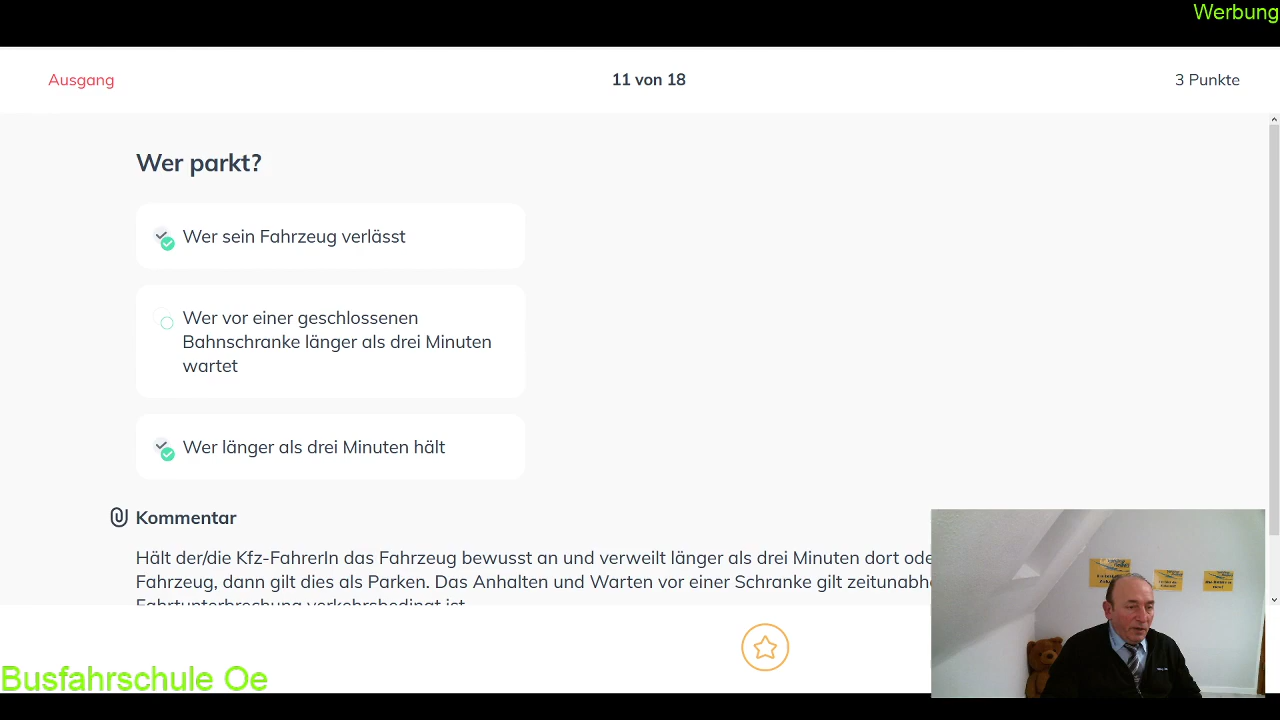 Werbung
Ausgang
11 von 18
3 Punkte
Wer parkt?
Wer sein Fahrzeug verlässt
Wer vor einer geschlossenen
Bahnschranke länger als drei Minuten
wartet
Wer länger als drei Minuten hält
Kommentar
Hält der/die Kfz-FahrerIn das Fahrzeug bewusst an und verweilt länger als drei Minuten dort
Fahrzeug, dann gilt dies als Parken. Das Anhalten und Warten vor einer Schranke gilt
Fahrtunterbrechung verkehrsbedingt ist.
Busfahrschule Oe